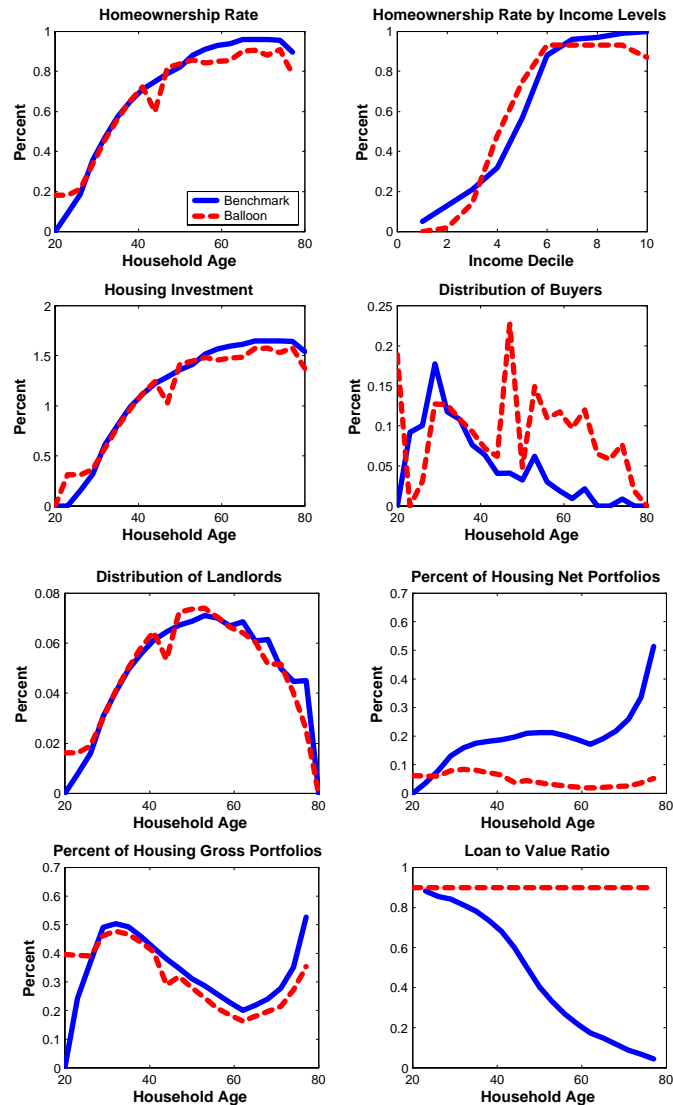 Homeownership Rate
1
0.8
0.6
0.4
0.2
0
Percent
Benchmark
Balloon
20 40 60 80
Household Age
Homeownership Rate by Income Levels
1
0.8
0.6
0.4
0.2
0
Percent
0 2 4 6 8 10
Income Decile
Housing Investment
2
1.5
1
0.5
0
Percent
20 40 60 80
Household Age
Distribution of Buyers
0.25
0.2
0.15
0.1
0.05
0
Percent
20 40 60 80
Household Age
Distribution of Landlords
0.08
0.06
0.04
0.02
0
Percent
20 40 60 80
Household Age
Percent of Housing Net Portfolios
0.7
0.6
0.5
0.4
0.3
0.2
0.1
0
Percent
20 40 60 80
Household Age
Percent of Housing Gross Portfolios
0.7
0.6
0.5
0.4
0.3
0.2
0.1
0
Percent
20 40 60 80
Household Age
Loan to Value Ratio
1
0.8
0.6
0.4
0.2
0
20 40 60 80
Household Age